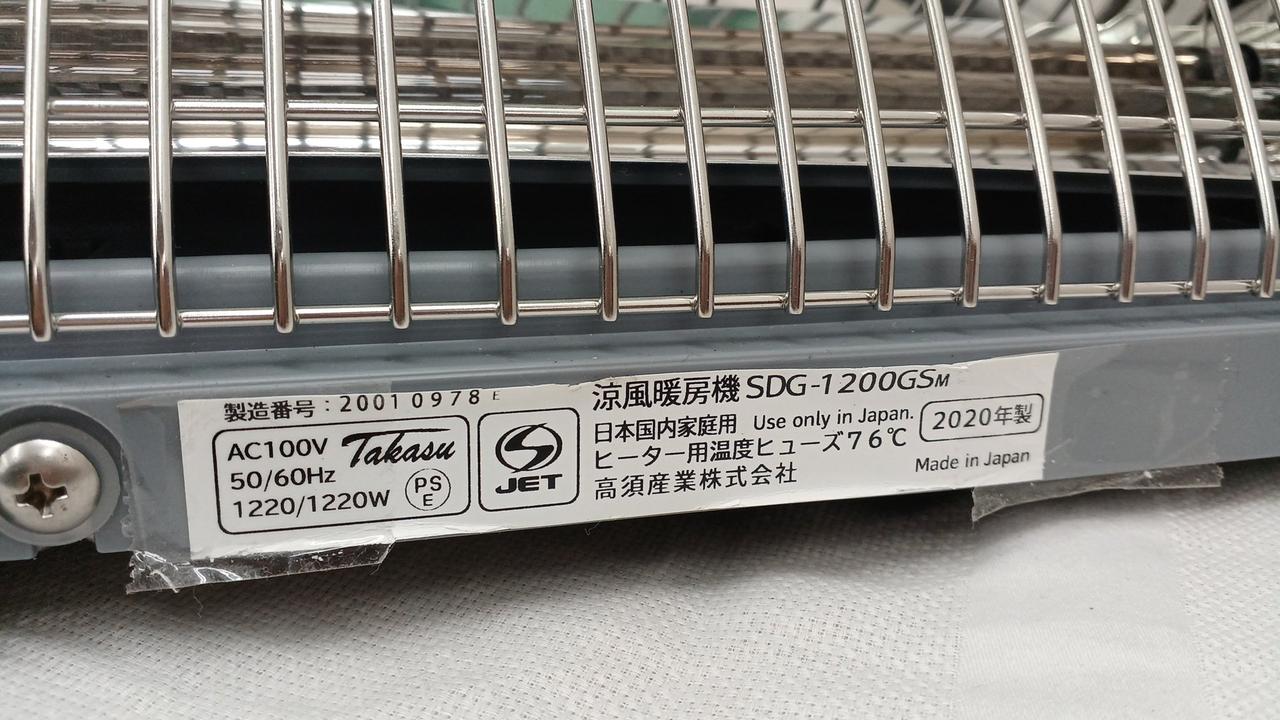 製造番号：20010978 E
AC100V Takasu
50/60Hz
1220/1220W
PS
E
JET
涼風暖房機 SDG-1200GSM
日本国内家庭用 Use only in Japan.
ヒーター用温度ヒューズ76℃
高須産業株式会社
2020年製
Made in Japan